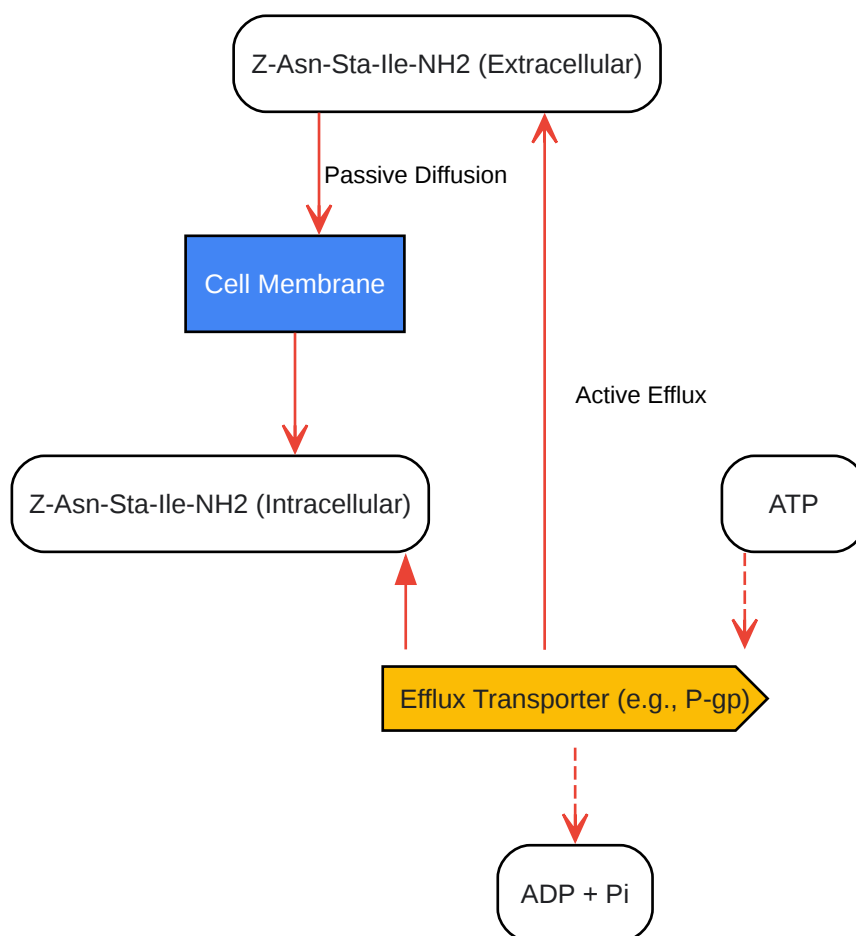 Z-Asn-Sta-Ile-NH2 (Extracellular)
Passive Diffusion
Cell Membrane
Active Efflux
Z-Asn-Sta-Ile-NH2 (Intracellular)
ATP
Efflux Transporter (e.g., P-gp)
ADP + Pi